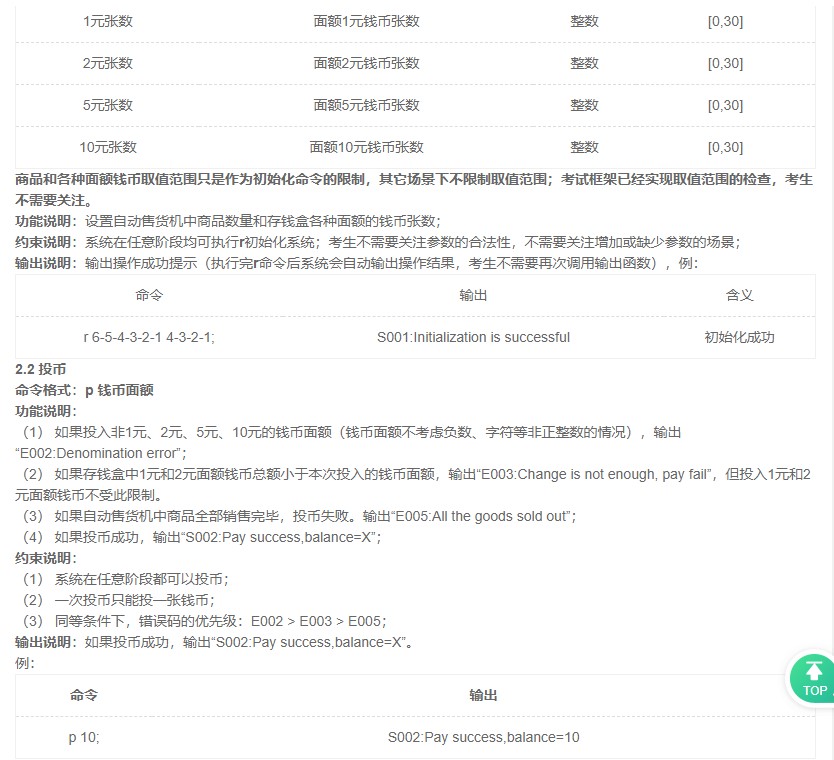 1元张数 面额1元钱币张数 整数 [0,30]
2元张数 面额2元钱币张数 整数 [0,30]
5元张数 面额5元钱币张数 整数 [0,30]
10元张数 面额10元钱币张数 整数 [0,30]
商品和各种面额钱币取值范围只是作为初始化命令的限制，其它场景下不限制取值范围；考试框架已经实现取值范围的检查，考生
不需要关注。
功能说明：设置自动售货机中商品数量和存钱盒各种面额的钱币张数；
约束说明：系统在任意阶段均可执行r初始化系统；考生不需要关注参数的合法性，不需要关注增加或缺少参数的场景；
输出说明：输出操作成功提示（执行完r命令后系统会自动输出操作结果，考生不需要再次调用输出函数），例：
命令 输出 含义
r 6-5-4-3-2-1 4-3-2-1; S001:Initialization is successful 初始化成功
2.2 投币
命令格式：p 钱币面额
功能说明：
（1） 如果投入非1元、2元、5元、10元的钱币面额（钱币面额不考虑负数、字符等非正整数的情况），输出
“E002:Denomination error”；
（2） 如果存钱盒中1元和2元面额钱币总额小于本次投入的钱币面额，输出“E003:Change is not enough, pay fail”，但投入1元和2
元面额钱币不受此限制。
（3） 如果自动售货机中商品全部销售完毕，投币失败。输出“E005:All the goods sold out”；
（4） 如果投币成功，输出“S002:Pay success,balance=X”；
约束说明：
（1） 系统在任意阶段都可以投币；
（2） 一次投币只能投一张钱币；
（3） 同等条件下，错误码的优先级：E002 > E003 > E005；
输出说明：如果投币成功，输出“S002:Pay success,balance=X”。
例：
命令 输出
p 10; S002:Pay success,balance=10
TOP